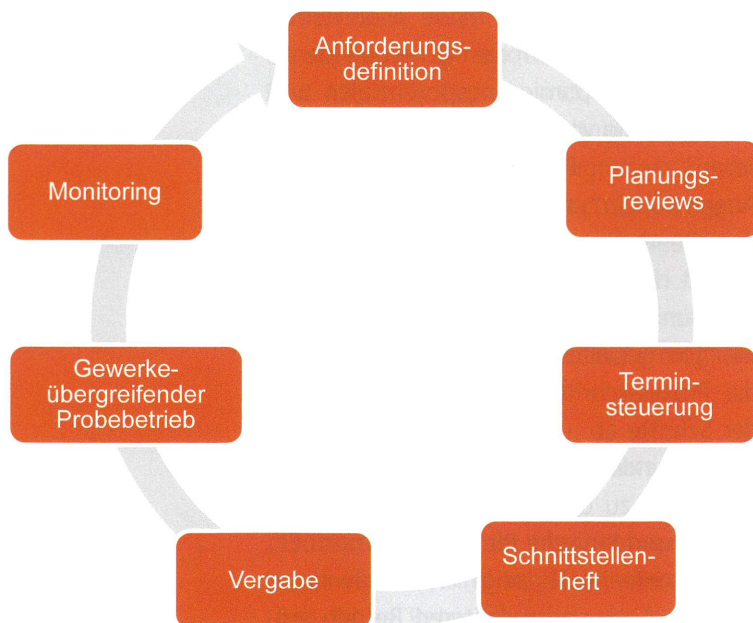 Anforderungs-
definition
Planungs-
reviews
Termin-
steuerung
Schnittstellen-
heft
Vergabe
Gewerke-
übergreifender
Probebetrieb
Monitoring